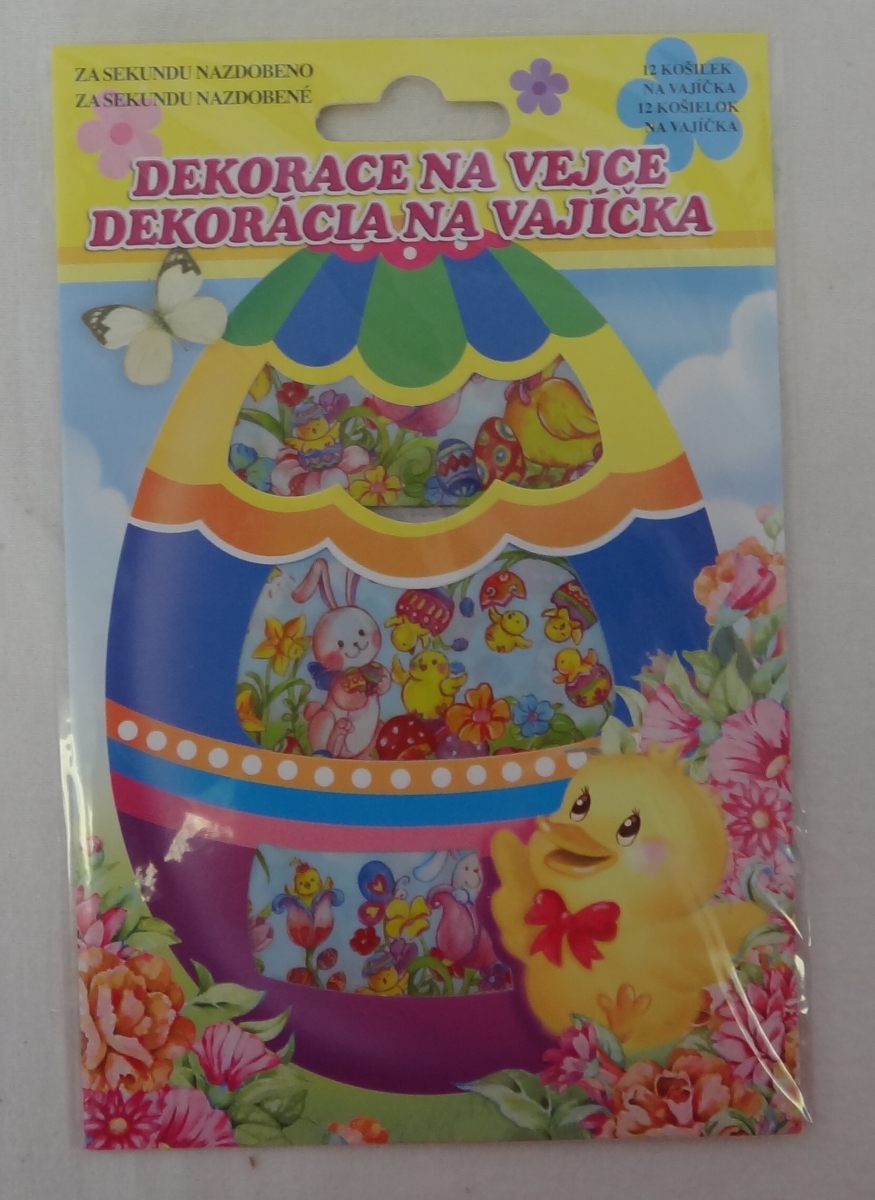 ZA SEKUNDU NAZDOBENO
ZA SEKUNDU NAZDOBENÉ
12 KOŠILEK
NA VAJÍČKA
12 KOŠIELOK
NA VAJÍČKA
DEKORACE NA VEJCE
DEKORÁCIA NA VAJÍČKA